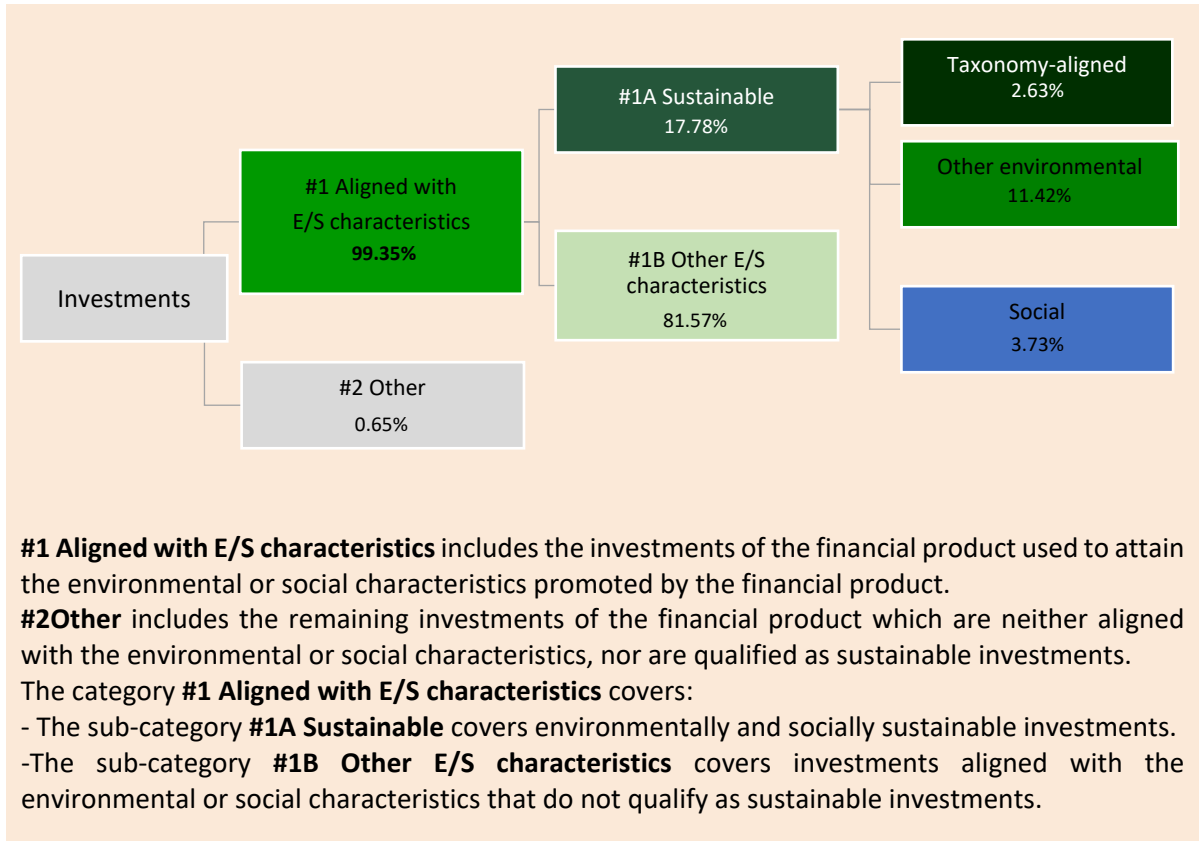 Investments
#1 Aligned with
E/S characteristics
99.35%
#2 Other
0.65%
#1A Sustainable
17.78%
#1B Other E/S
characteristics
81.57%
Taxonomy-aligned
2.63%
Other environmental
11.42%
Social
3.73%
#1 Aligned with E/S characteristics includes the investments of the financial product used to attain
the environmental or social characteristics promoted by the financial product.
#2Other includes the remaining investments of the financial product which are neither aligned
with the environmental or social characteristics, nor are qualified as sustainable investments.
The category #1 Aligned with E/S characteristics covers:
- The sub-category #1A Sustainable covers environmentally and socially sustainable investments.
-The sub-category #1B Other E/S characteristics covers investments aligned with the
environmental or social characteristics that do not qualify as sustainable investments.